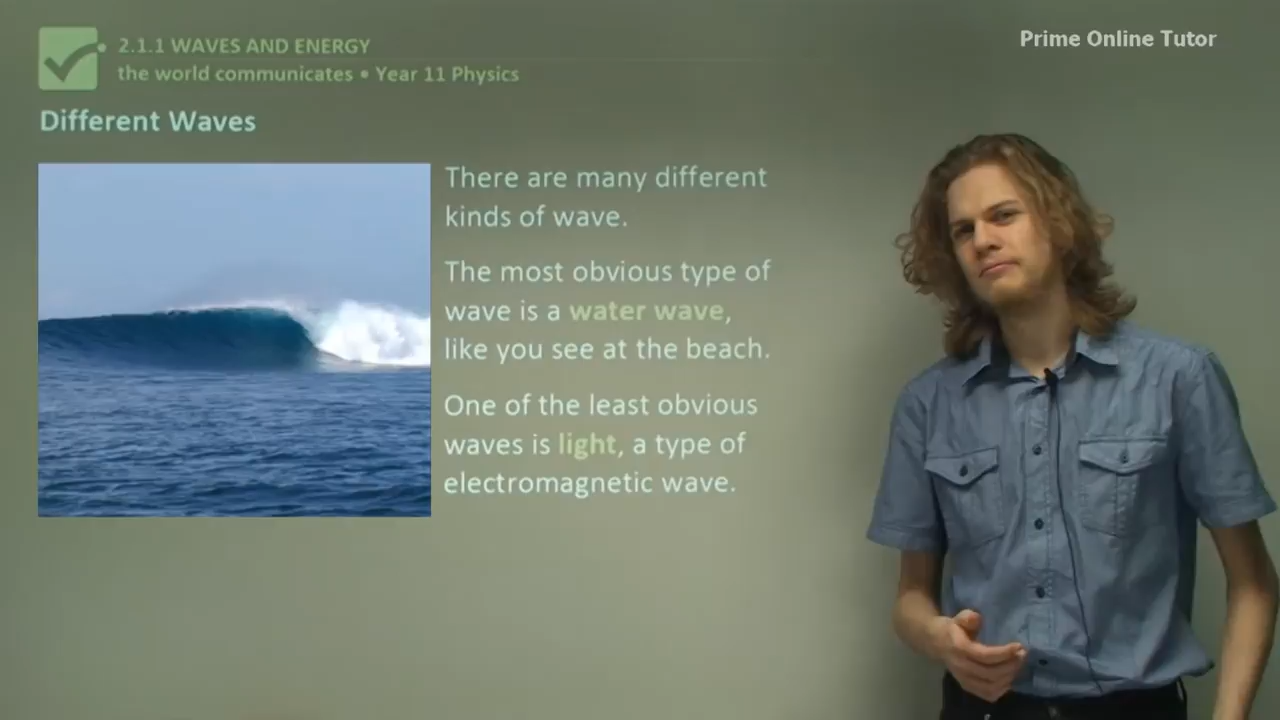 2.1.1 WAVES AND ENERGY
the world communicates • Year 11 Physics
Prime Online Tutor
Different Waves
There are many different
kinds of wave.
The most obvious type of
wave is a water wave,
like you see at the beach.
One of the least obvious
waves is light, a type of
electromagnetic wave.